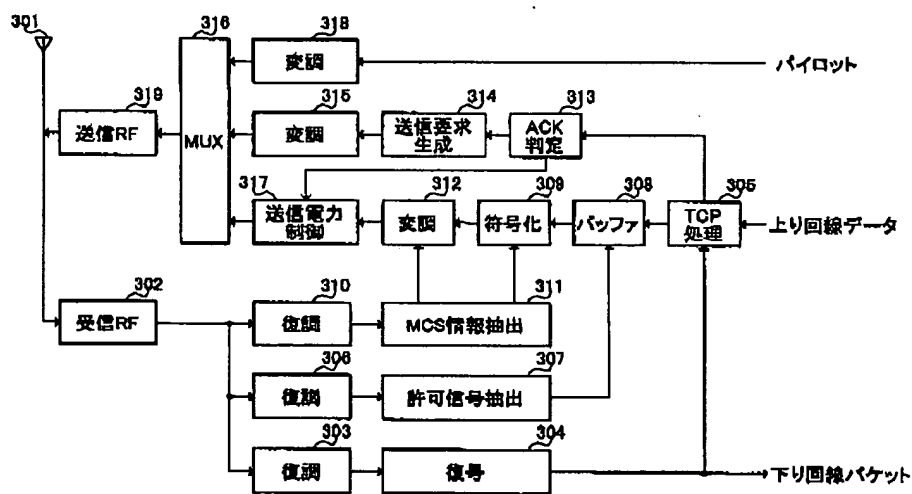 301
316
318
変調
パイロット
319
送信RF
MUX
315
変調
314
送信要求
生成
313
ACK
判定
317
送信電力
制御
312
変調
309
符号化
308
バッファ
305
TCP
処理
上り回線データ
302
受信RF
310
復調
311
MCS情報抽出
306
復調
307
許可信号抽出
303
復調
304
復号
下り回線パケット